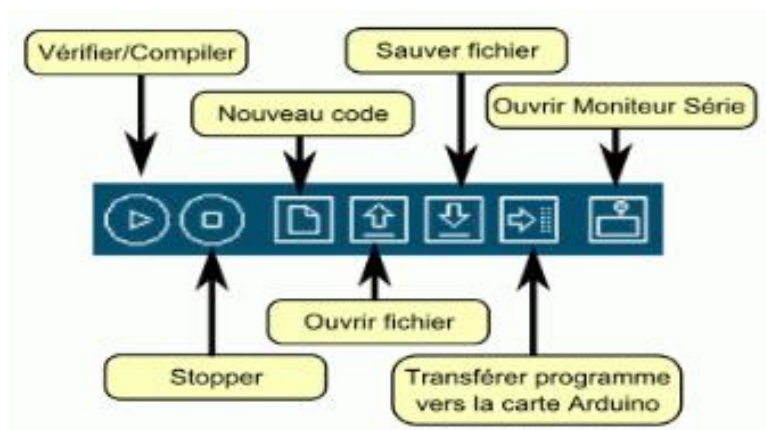 Vérifier/Compiler
Sauver fichier
Nouveau code
Ouvrir Moniteur Série
Ouvrir fichier
Stopper
Transférer programme
vers la carte Arduino